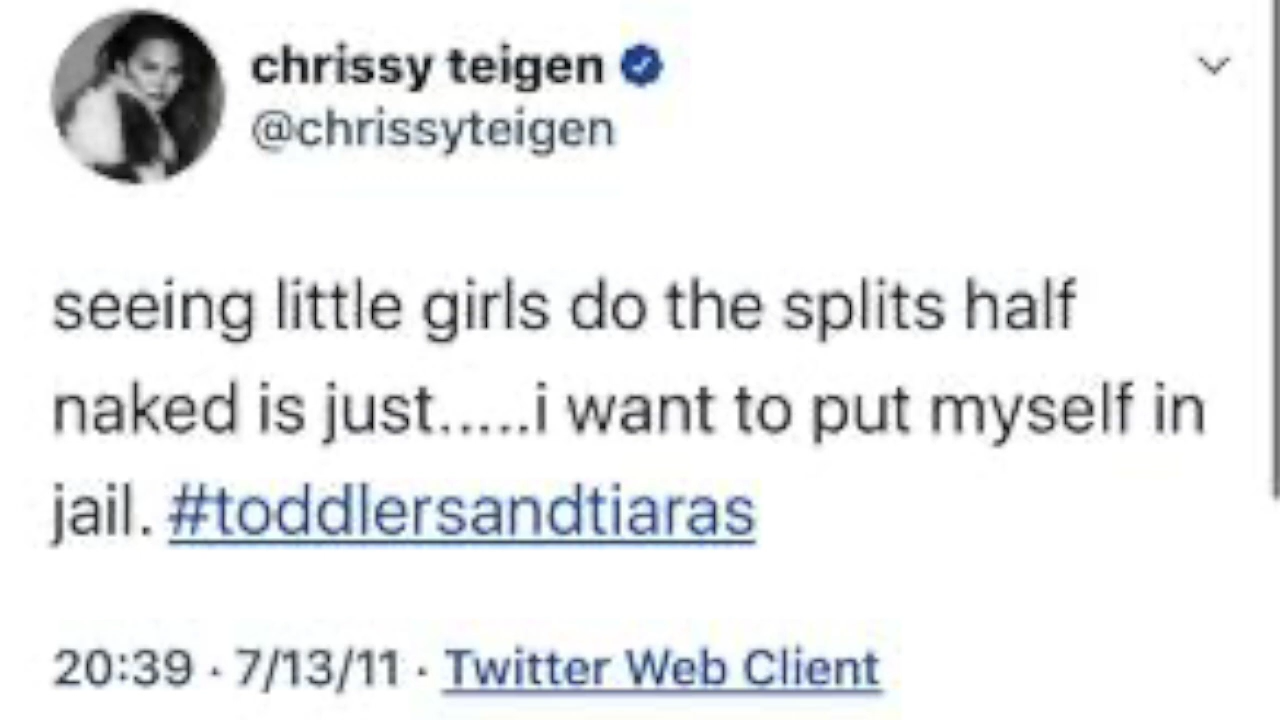 chrissy teigen
@chrissyteigen
seeing little girls do the splits half
naked is just.....i want to put myself in
jail. #toddlersandtiaras
20:39 · 7/13/11 · Twitter Web Client